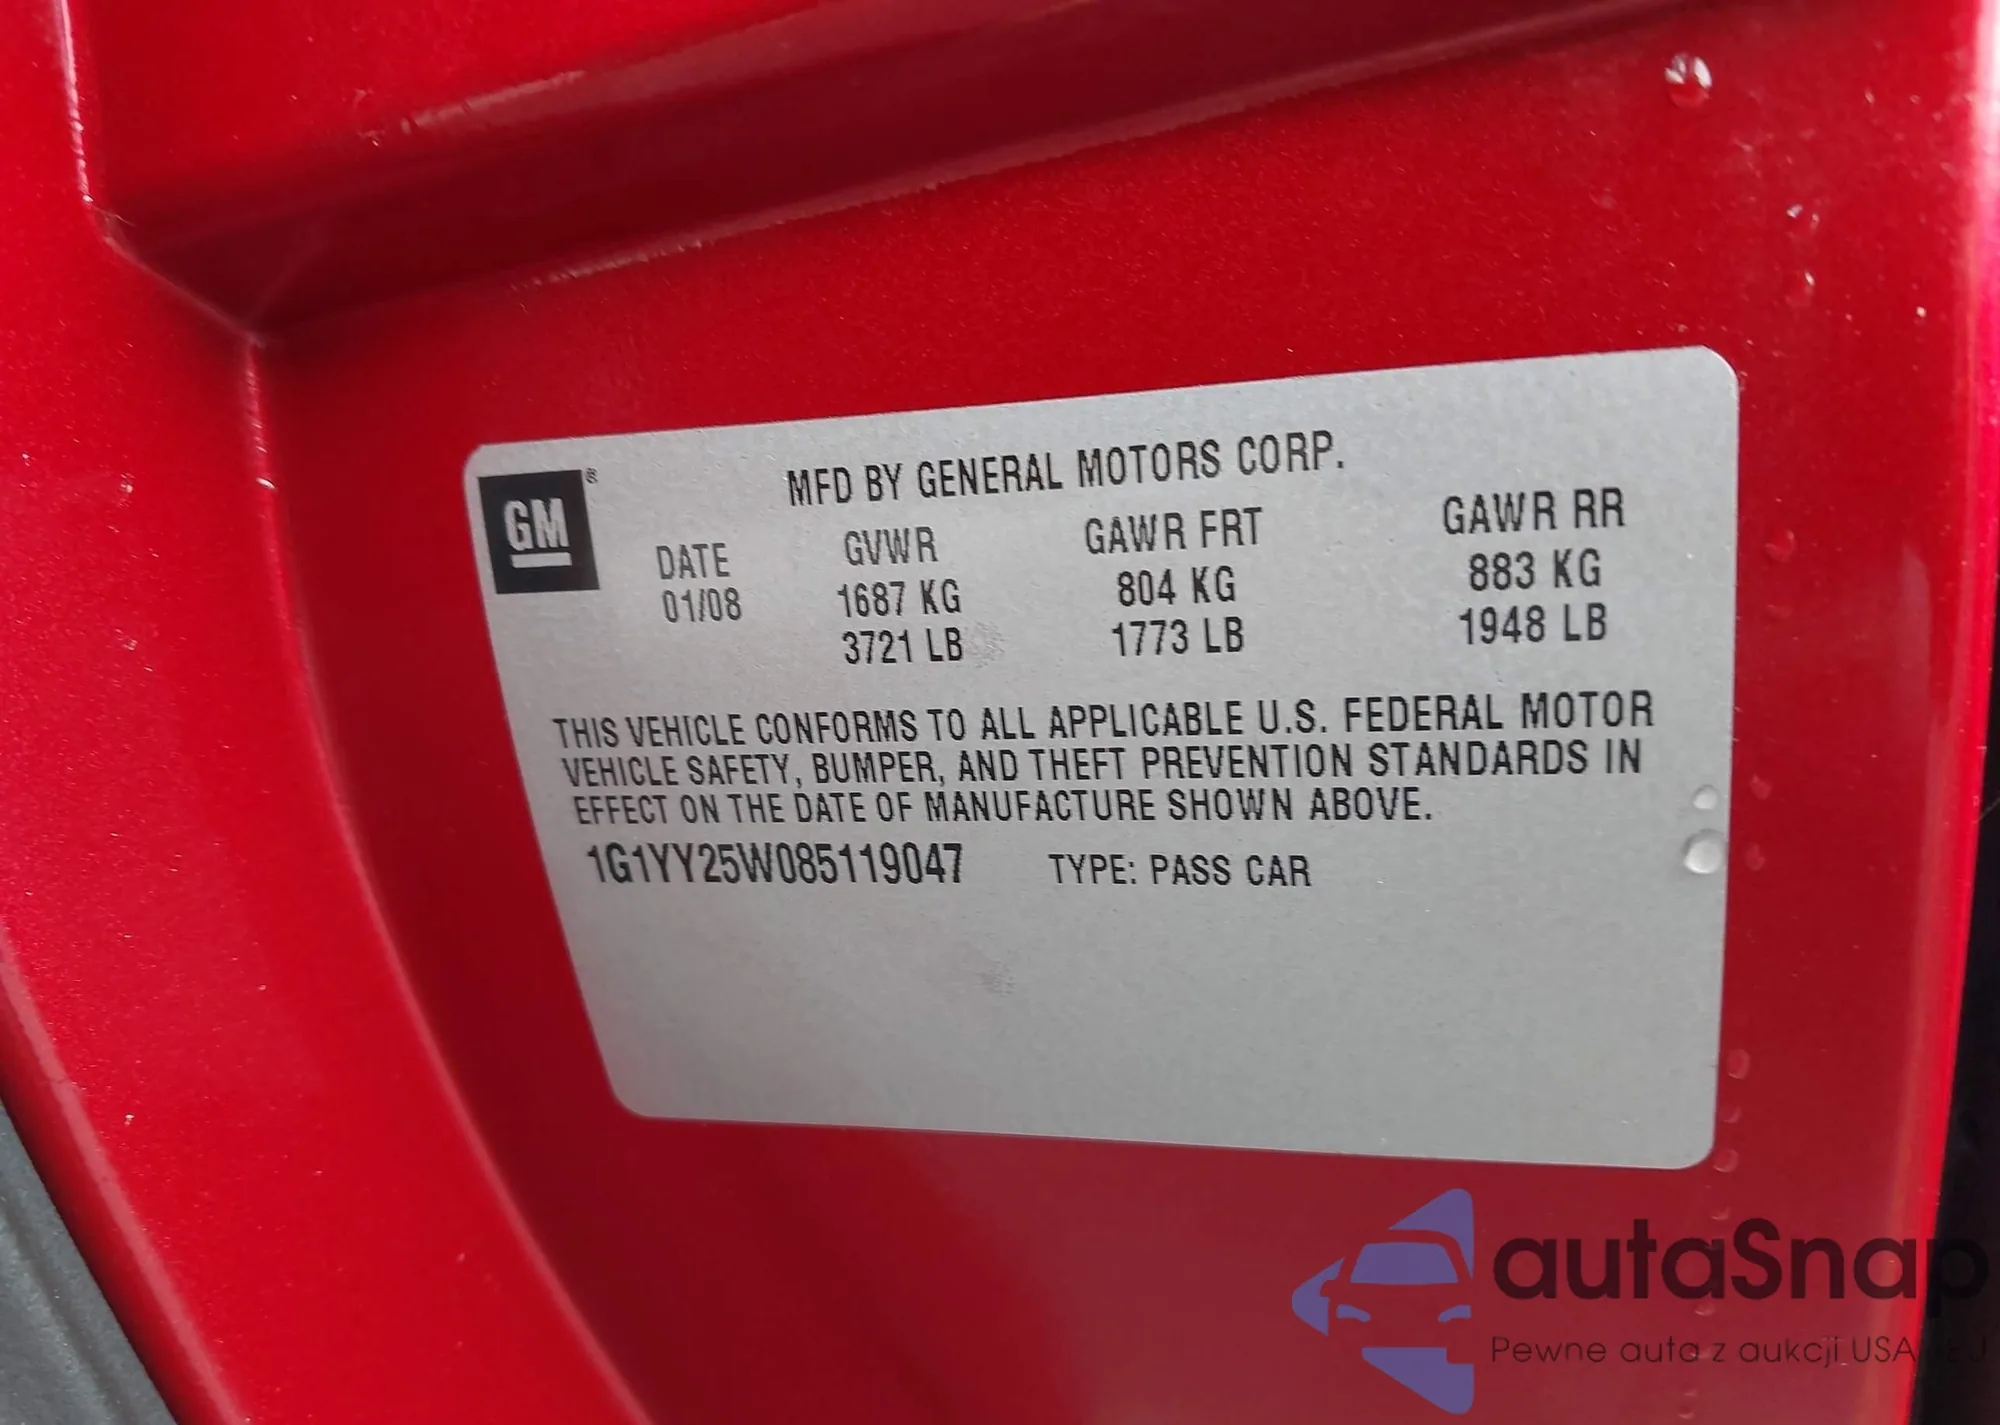 GM®
MFD BY GENERAL MOTORS CORP.
DATE GVWR GAWR FRT GAWR RR
01/08 1687 KG 804 KG 883 KG
3721 LB 1773 LB 1948 LB
THIS VEHICLE CONFORMS TO ALL APPLICABLE U.S. FEDERAL MOTOR
VEHICLE SAFETY, BUMPER, AND THEFT PREVENTION STANDARDS IN
EFFECT ON THE DATE OF MANUFACTURE SHOWN ABOVE.
1G1YY25W085119047 TYPE: PASS CAR
autaSnap
Pewne auta z aukcji USA